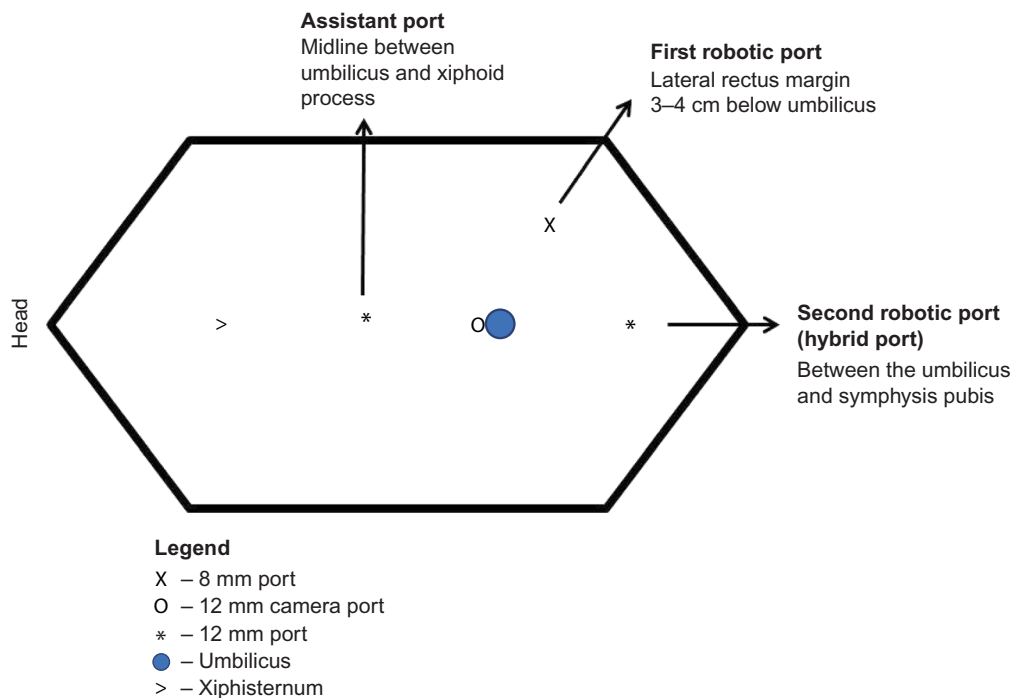 Assistant port
Midline between
umbilicus and xiphoid
process
First robotic port
Lateral rectus margin
3–4 cm below umbilicus
X
Head
>
*
O
*
Second robotic port
(hybrid port)
Between the umbilicus
and symphysis pubis
Legend
X – 8 mm port
O – 12 mm camera port
* – 12 mm port
– Umbilicus
> – Xiphisternum